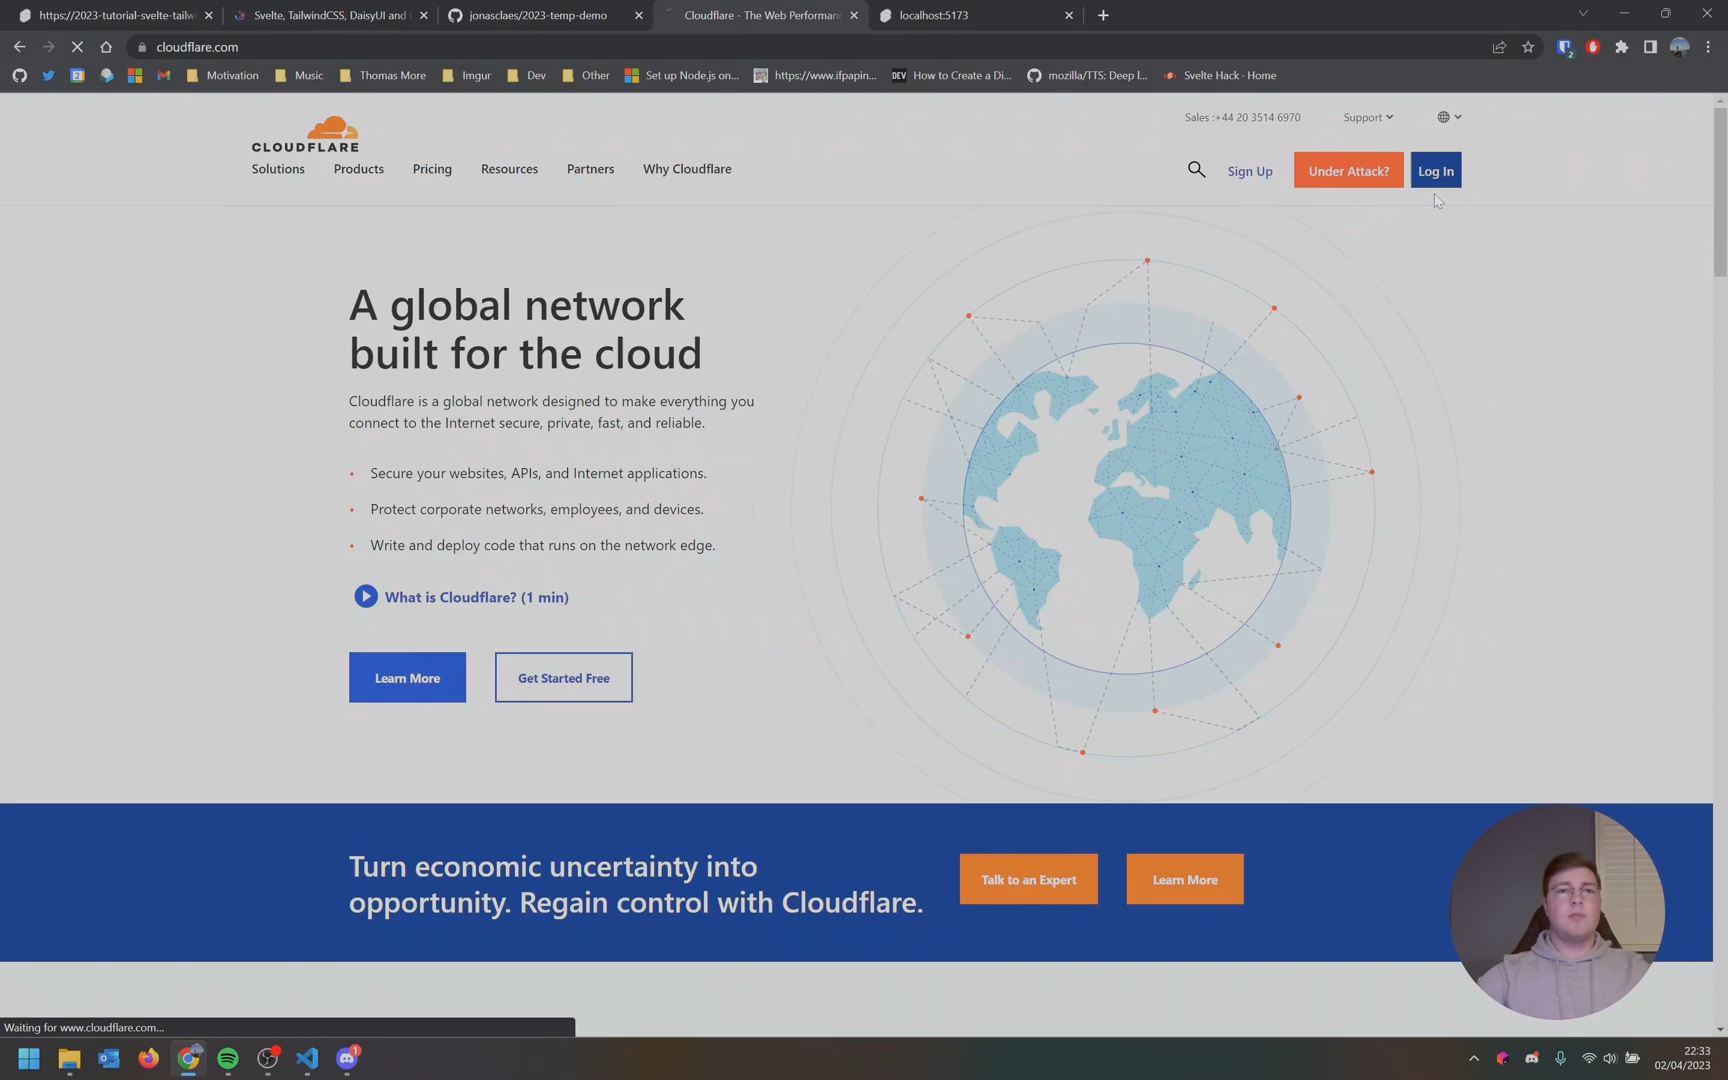 https://2023-tutorial-svelte-tailw
Svelte, TailwindCSS, DaisyUI and C
jonasclaes/2023-temp-demo
Cloudflare - The Web Performanc
localhost:5173
cloudflare.com
Motivation
Music
Thomas More
Imgur
Dev
Other
Set up Node.js on...
https://www.ifpapin...
DEV
How to Create a Di...
mozilla/TTS: Deep l...
Svelte Hack · Home
Sales :+44 20 3514 6970
Support
CLOUDFLARE
Solutions
Products
Pricing
Resources
Partners
Why Cloudflare
Sign Up
Under Attack?
Log In
A global network
built for the cloud
Cloudflare is a global network designed to make everything you
connect to the Internet secure, private, fast, and reliable.
• Secure your websites, APIs, and Internet applications.
• Protect corporate networks, employees, and devices.
• Write and deploy code that runs on the network edge.
What is Cloudflare? (1 min)
Learn More
Get Started Free
Turn economic uncertainty into
opportunity. Regain control with Cloudflare.
Talk to an Expert
Learn More
Waiting for www.cloudflare.com...
22:33
02/04/2023